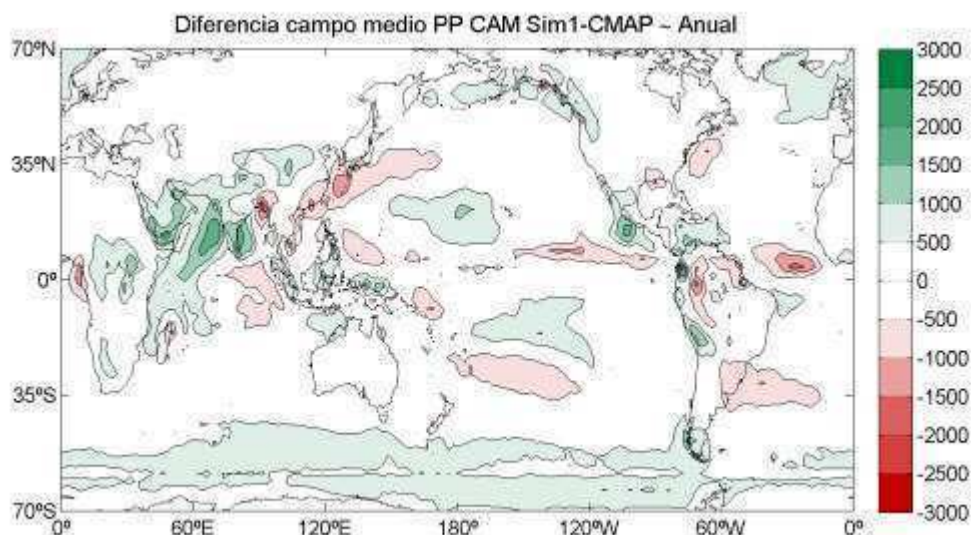 Diferencia campo medio PP CAM Sim1-CMAP ~ Anual
70ºN
35ºN
0º
35ºS
70ºS
0º 60ºE 120ºE 180º 120ºW 60ºW 0º
3000
2500
2000
1500
1000
500
0
-500
-1000
-1500
-2000
-2500
-3000